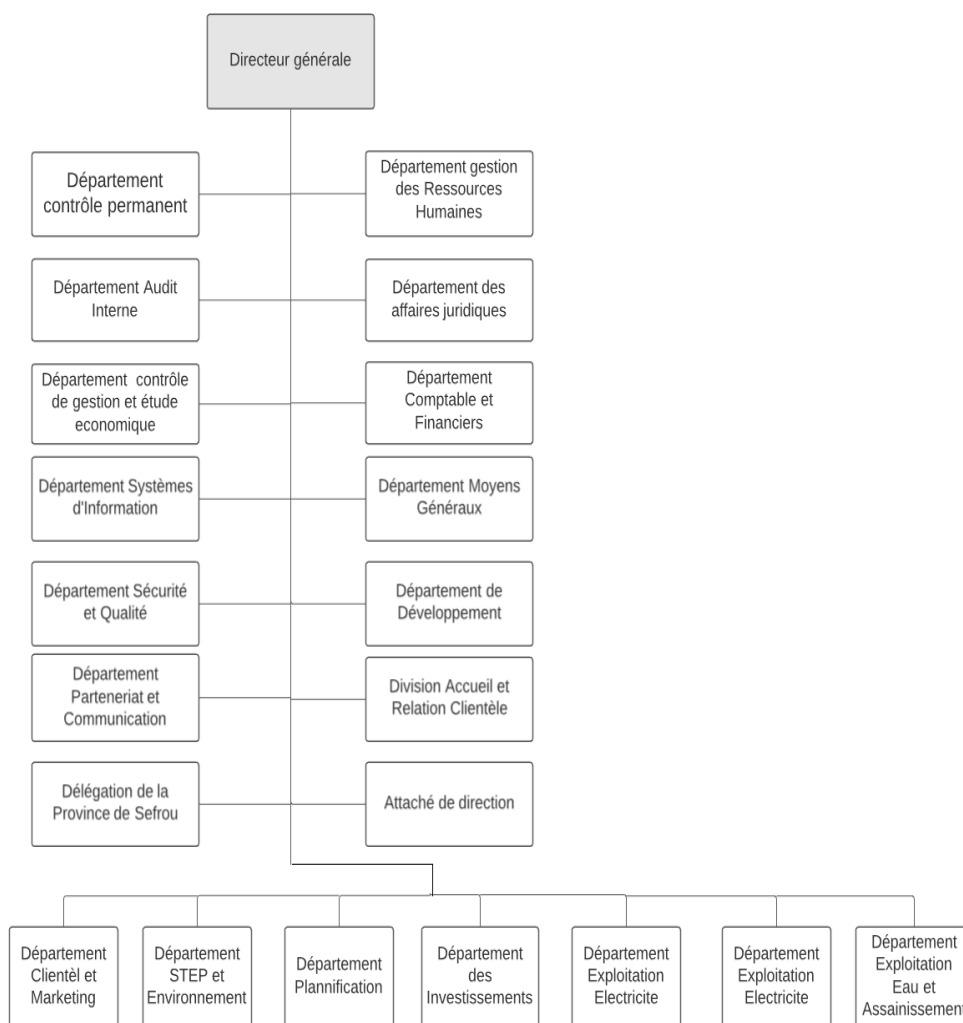 Directeur générale
Département
contrôle permanent
Département gestion
des Ressources
Humaines
Département Audit
Interne
Département des
affaires juridiques
Département contrôle
de gestion et étude
economique
Département
Comptable et
Financiers
Département Systèmes
d'Information
Département Moyens
Généraux
Département Sécurité
et Qualité
Département de
Développement
Département
Parteneriat et
Communication
Division Accueil et
Relation Clientèle
Délégation de la
Province de Sefrou
Attaché de direction
Département
Clientèl et
Marketing
Département
STEP et
Environnement
Département
Plannification
Département
des
Investissements
Département
Exploitation
Electricite
Département
Exploitation
Electricite
Département
Exploitation
Eau et
Assainissement